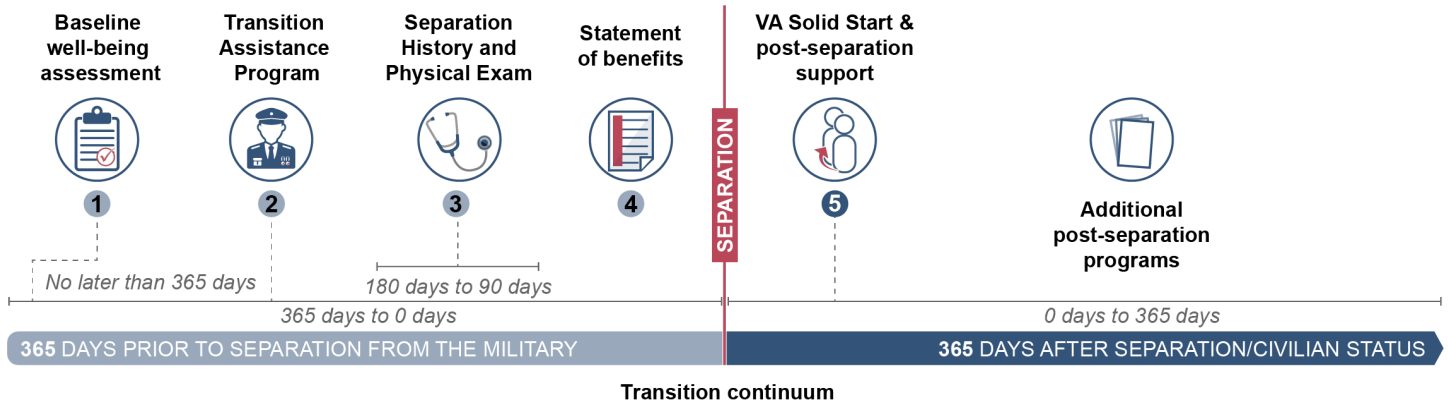 Baseline
well-being
assessment
Transition
Assistance
Program
Separation
History and
Physical Exam
Statement
of benefits
VA Solid Start &
post-separation
support
1
2
3
4
SEPARATION
5
Additional
post-separation
programs
No later than 365 days
180 days to 90 days
365 days to 0 days
0 days to 365 days
365 DAYS PRIOR TO SEPARATION FROM THE MILITARY
365 DAYS AFTER SEPARATION/CIVILIAN STATUS
Transition continuum